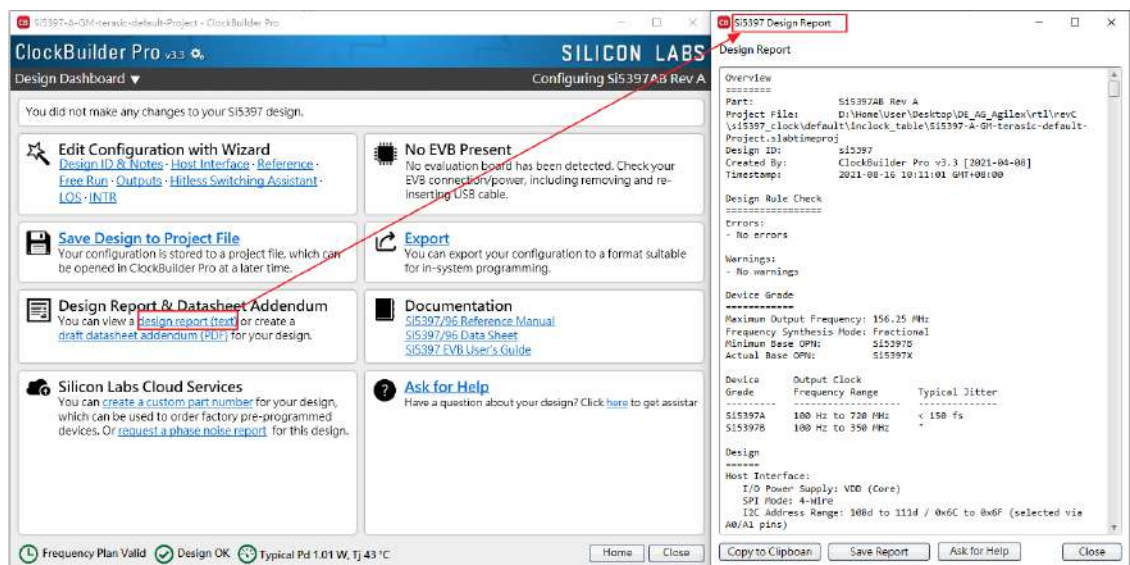 Si5397-A-GM-terasic-default-Project - ClockBuilder Pro
ClockBuilder Pro v3.3
SILICON LABS
Design Dashboard ▼
Configuring Si5397AB Rev A
You did not make any changes to your Si5397 design.
Edit Configuration with Wizard
Design ID & Notes · Host Interface · Reference ·
Free Run · Outputs · Hitless Switching Assistant ·
LOS · INTR
No EVB Present
No evaluation board has been detected. Check your
EVB connection/power, including removing and re-
inserting USB cable.
Save Design to Project File
Your configuration is stored to a project file, which can
be opened in ClockBuilder Pro at a later time.
Export
You can export your configuration to a format suitable
for in-system programming.
Design Report & Datasheet Addendum
You can view a design report (text) or create a
draft datasheet addendum (PDF) for your design.
Documentation
Si5397/96 Reference Manual
Si5397/96 Data Sheet
Si5397 EVB User's Guide
Silicon Labs Cloud Services
You can create a custom part number for your design,
which can be used to order factory pre-programmed
devices. Or request a phase noise report for this design.
Ask for Help
Have a question about your design? Click here to get assistar
Frequency Plan Valid
Design OK
Typical Pd 1.01 W, Tj 43 °C
Home
Close
Si5397 Design Report
Design Report
Overview
========
Part: Si5397AB Rev A
Project File: D:\Home\User\Desktop\DE_AG_Agilex\rtl\revC
\si5397_clock\default\inclock_table\Si5397-A-GM-terasic-default-
Project.slabtimeproj
Design ID: si5397
Created By: ClockBuilder Pro v3.3 [2021-04-08]
Timestamp: 2021-08-16 10:11:01 GMT+08:00
Design Rule Check
=================
Errors:
- No errors
Warnings:
- No warnings
Device Grade
============
Maximum Output Frequency: 156.25 MHz
Frequency Synthesis Mode: Fractional
Minimum Base OPN: Si5397B
Actual Base OPN: Si5397X
Device Output Clock
Grade Frequency Range Typical Jitter
--------- ------------------- --------------
Si5397A 100 Hz to 720 MHz < 150 fs
Si5397B 100 Hz to 350 MHz "
Design
======
Host Interface:
I/O Power Supply: VDD (Core)
SPI Mode: 4-Wire
I2C Address Range: 108d to 111d / 0x6C to 0x6F (selected via
A0/A1 pins)
Copy to Clipboan
Save Report
Ask for Help
Close